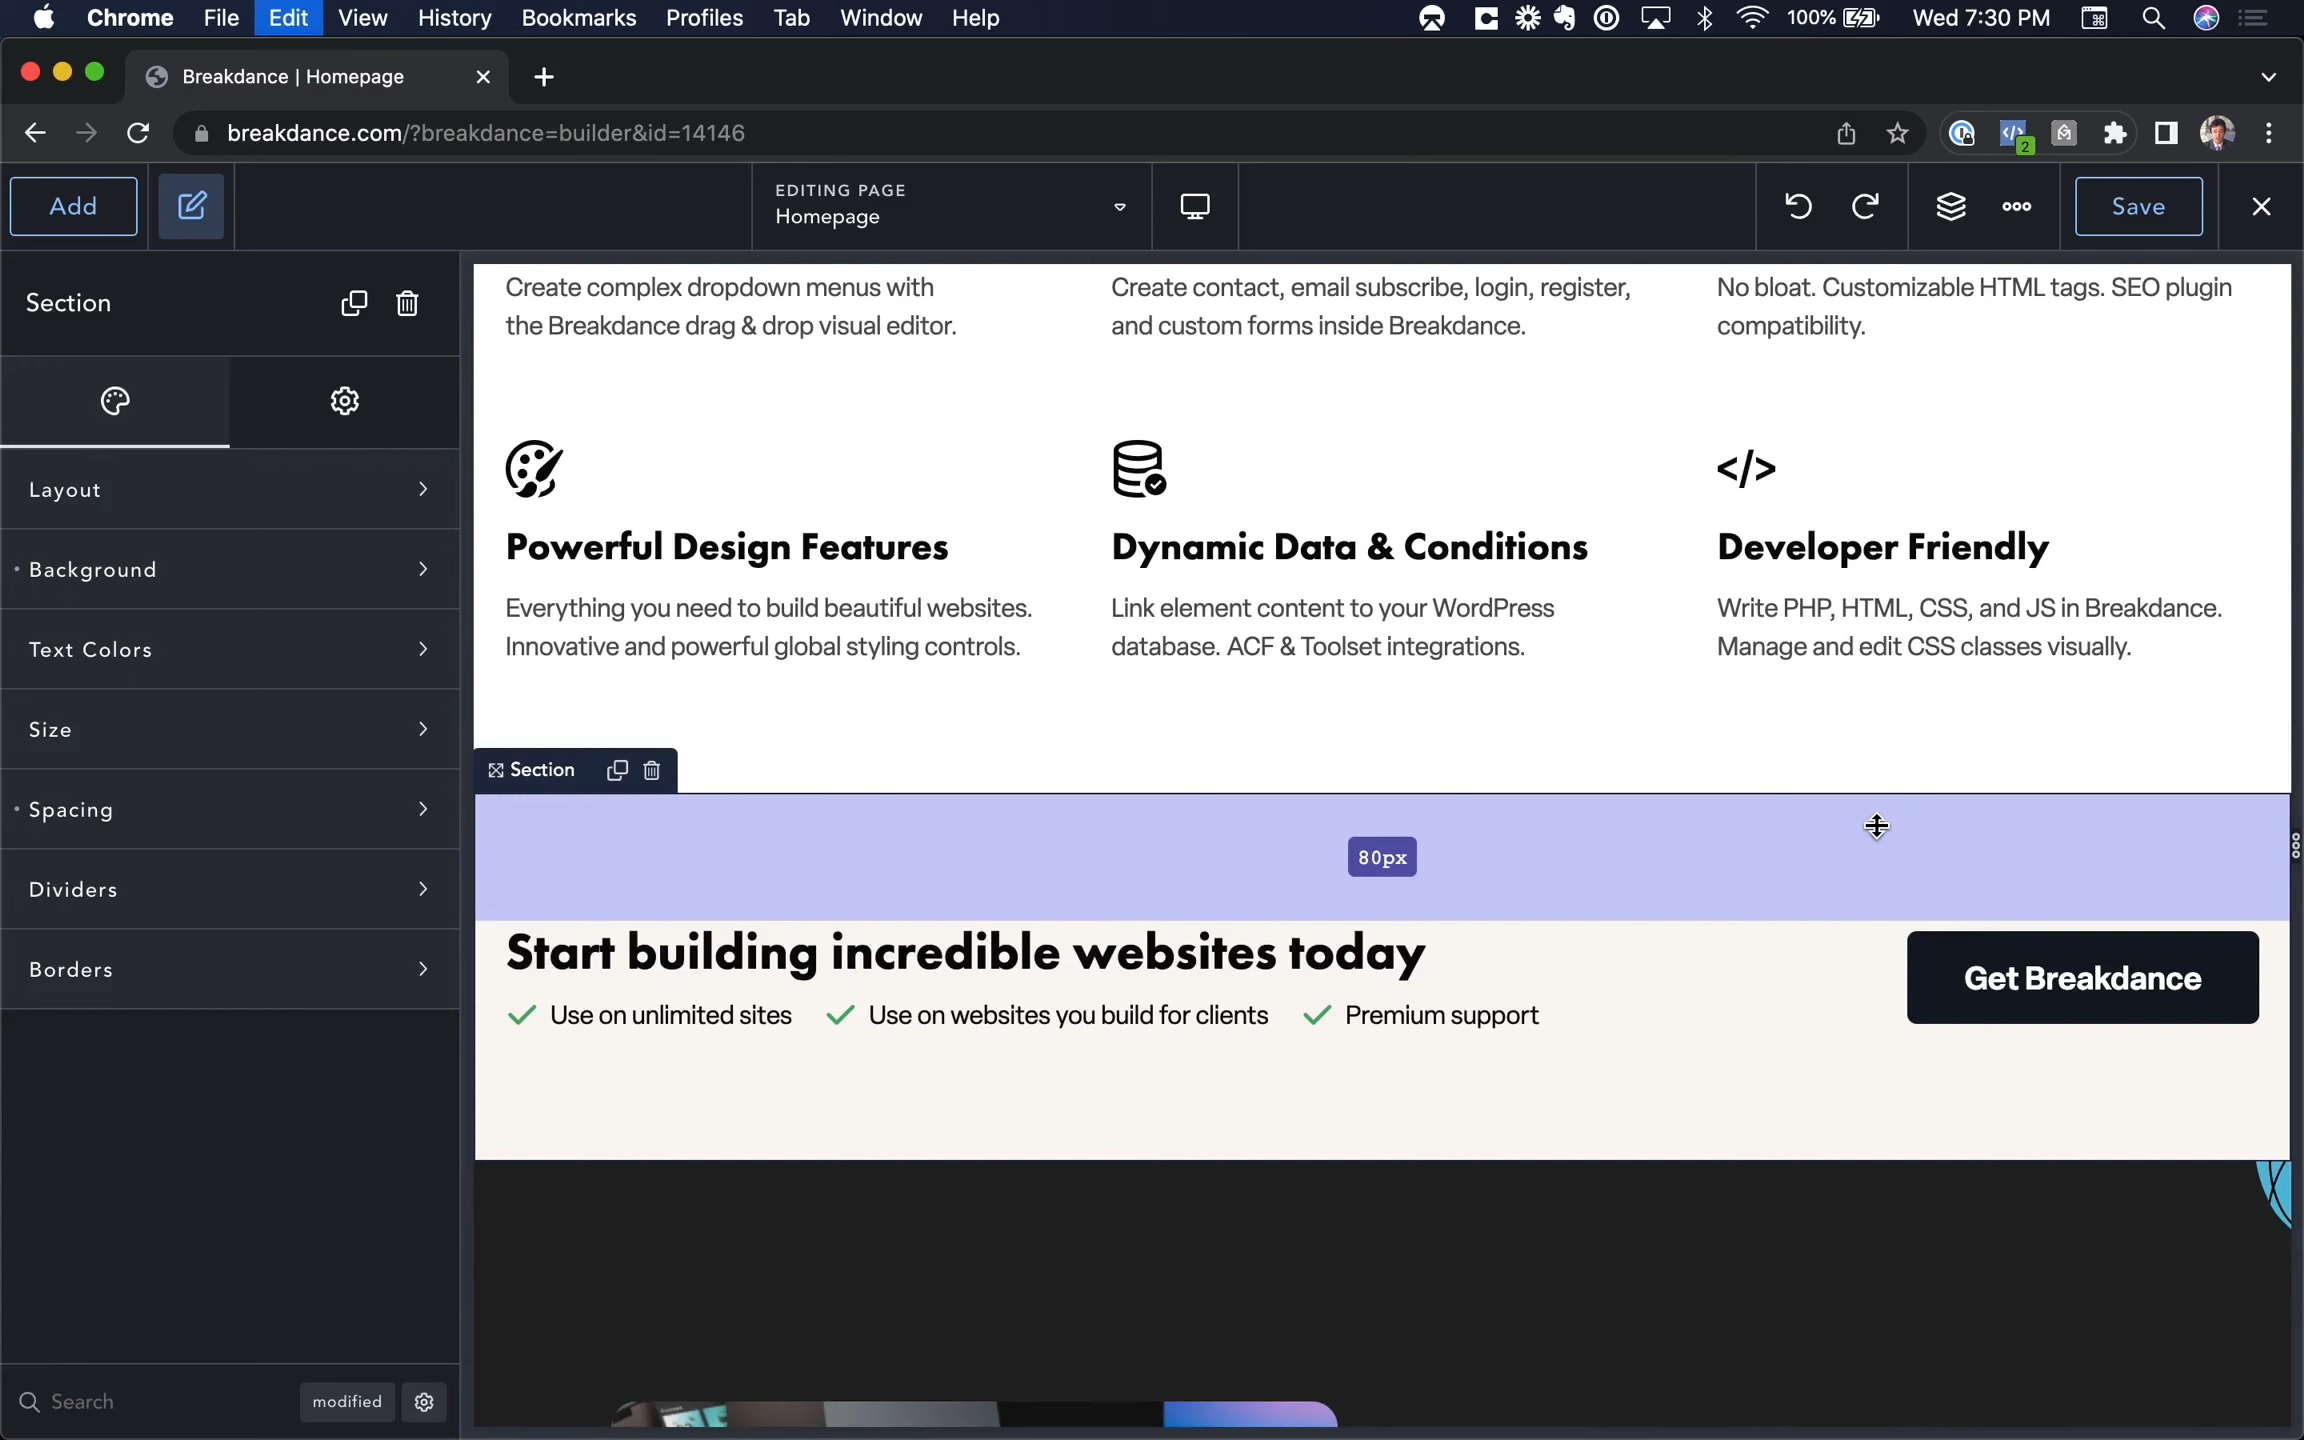 Chrome File Edit View History Bookmarks Profiles Tab Window Help 100% Wed 7:30 PM
Breakdance | Homepage
breakdance.com/?breakdance=builder&id=14146 2
Add
EDITING PAGE
Homepage
Save
Section
Layout
Background
Text Colors
Size
Spacing
Dividers
Borders
Search modified
Create complex dropdown menus with
the Breakdance drag & drop visual editor.
Create contact, email subscribe, login, register,
and custom forms inside Breakdance.
No bloat. Customizable HTML tags. SEO plugin
compatibility.
</>
Powerful Design Features
Everything you need to build beautiful websites.
Innovative and powerful global styling controls.
Dynamic Data & Conditions
Link element content to your WordPress
database. ACF & Toolset integrations.
Developer Friendly
Write PHP, HTML, CSS, and JS in Breakdance.
Manage and edit CSS classes visually.
Section
80px
Start building incredible websites today
Use on unlimited sites Use on websites you build for clients Premium support
Get Breakdance